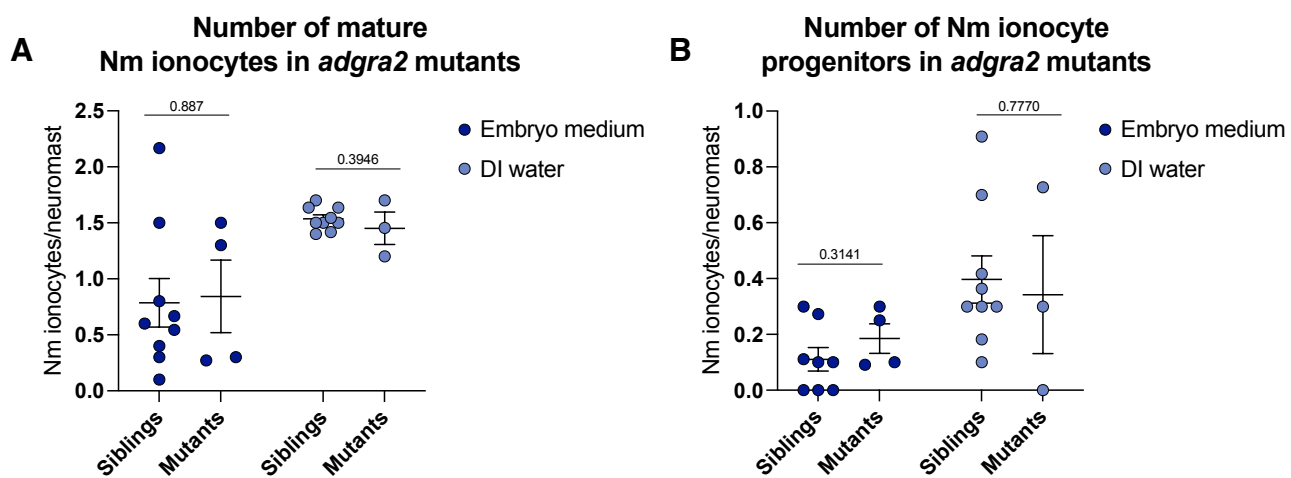 A
Number of mature
Nm ionocytes in adgra2 mutants
Nm ionocytes/neuromast
2.5
2.0
1.5
1.0
0.5
0.0
0.887
0.3946
Siblings
Mutants
Siblings
Mutants
Embryo medium
DI water
B
Number of Nm ionocyte
progenitors in adgra2 mutants
Nm ionocytes/neuromast
1.0
0.8
0.6
0.4
0.2
0.0
0.3141
0.7770
Siblings
Mutants
Siblings
Mutants
Embryo medium
DI water